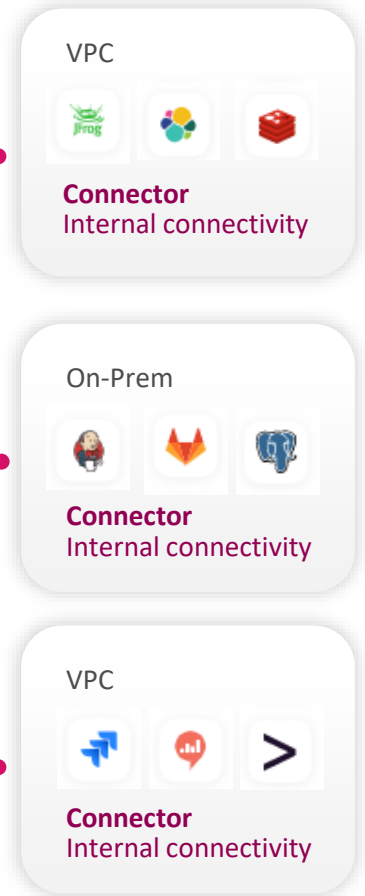 VPC
JFrog
Connector
Internal connectivity
On-Prem
Connector
Internal connectivity
VPC
Connector
Internal connectivity